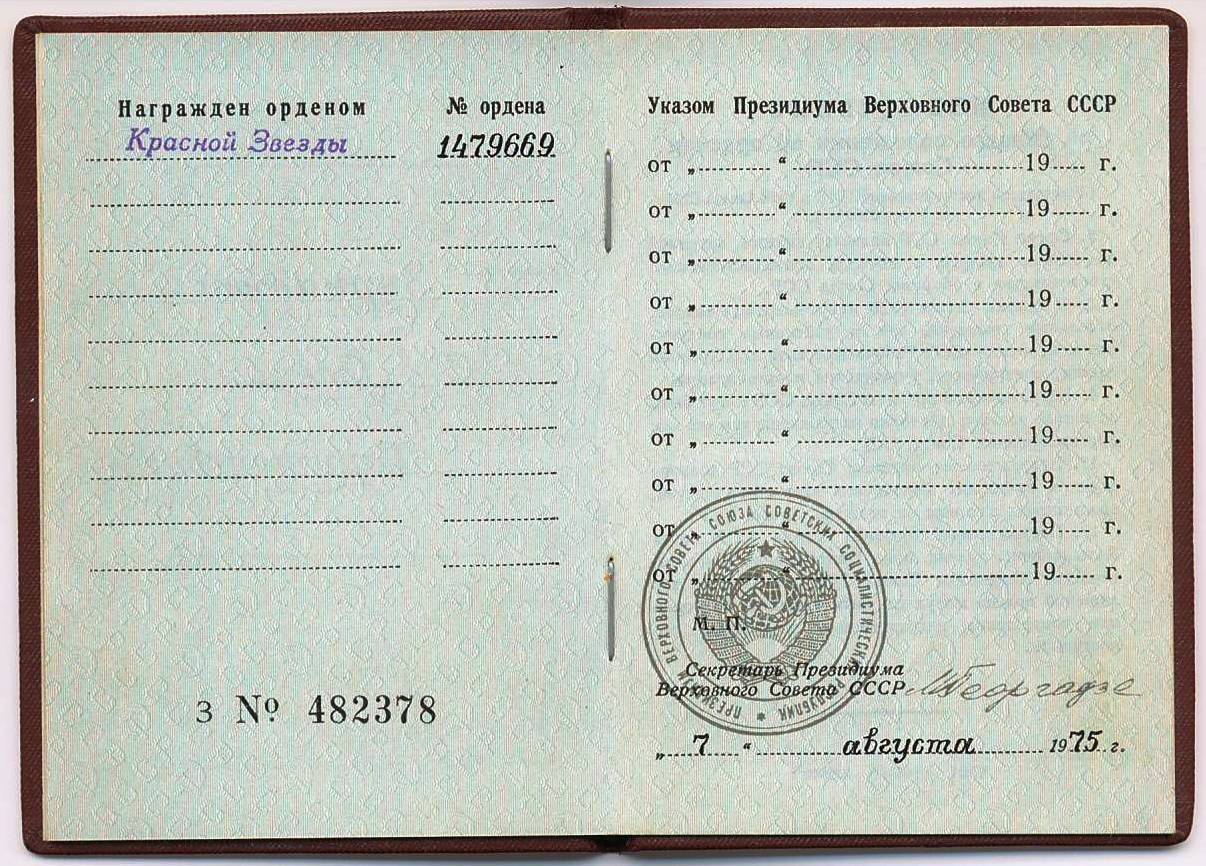 Награжден орденом
Красной Звезды
№ ордена
1479669
З № 482378
Указом Президиума Верховного Совета СССР
от „ “ 19 г.
от „ “ 19 г.
от „ “ 19 г.
от „ “ 19 г.
от „ “ 19 г.
от „ “ 19 г.
от „ “ 19 г.
от „ “ 19 г.
от „ “ 19 г.
от „ “ 19 г.
ПРЕЗИДИУМ ВЕРХОВНОГО СОВЕТА СОЮЗА СОВЕТСКИХ СОЦИАЛИСТИЧЕСКИХ РЕСПУБЛИК
М. П.
Секретарь Президиума
Верховного Совета СССР МГеоргадзе
„ 7 “ августа 1975 г.